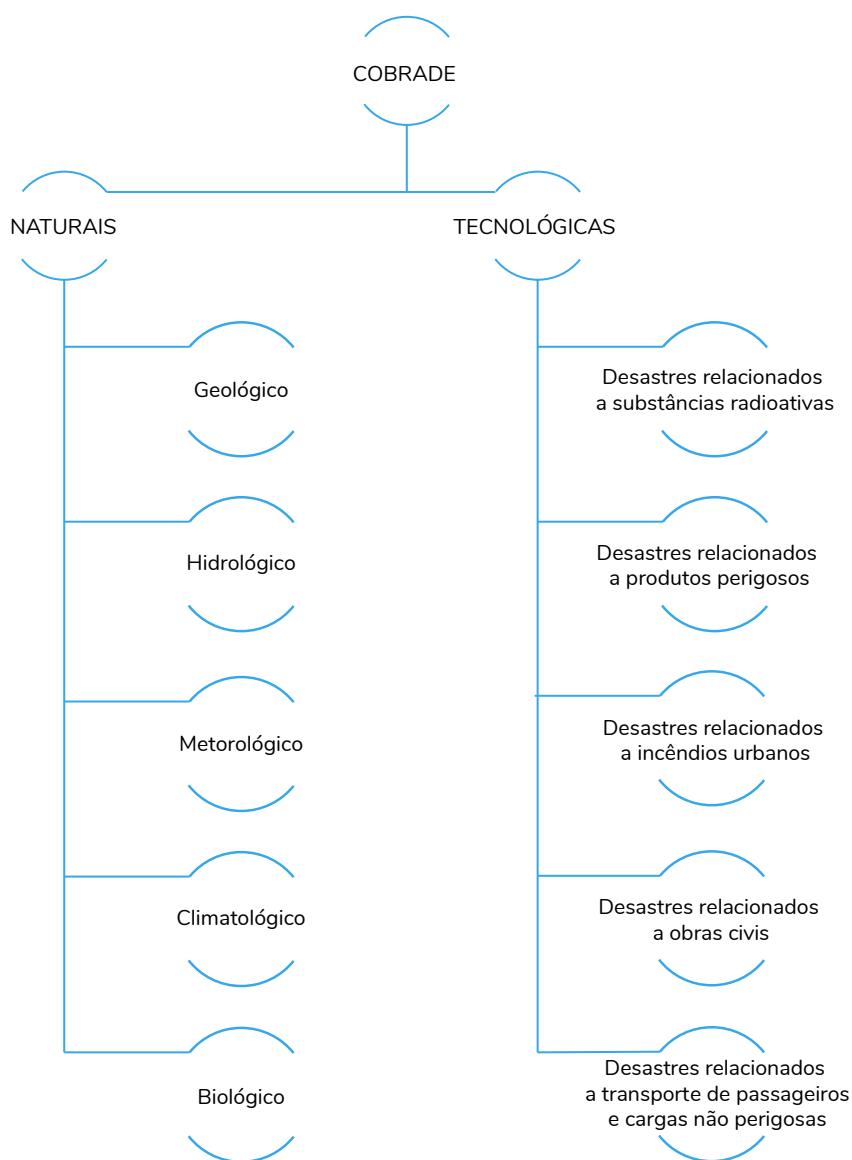 COBRADE
NATURAIS
TECNOLÓGICAS
Geológico
Hidrológico
Metorológico
Climatológico
Biológico
Desastres relacionados
a substâncias radioativas
Desastres relacionados
a produtos perigosos
Desastres relacionados
a incêndios urbanos
Desastres relacionados
a obras civis
Desastres relacionados
a transporte de passageiros
e cargas não perigosas